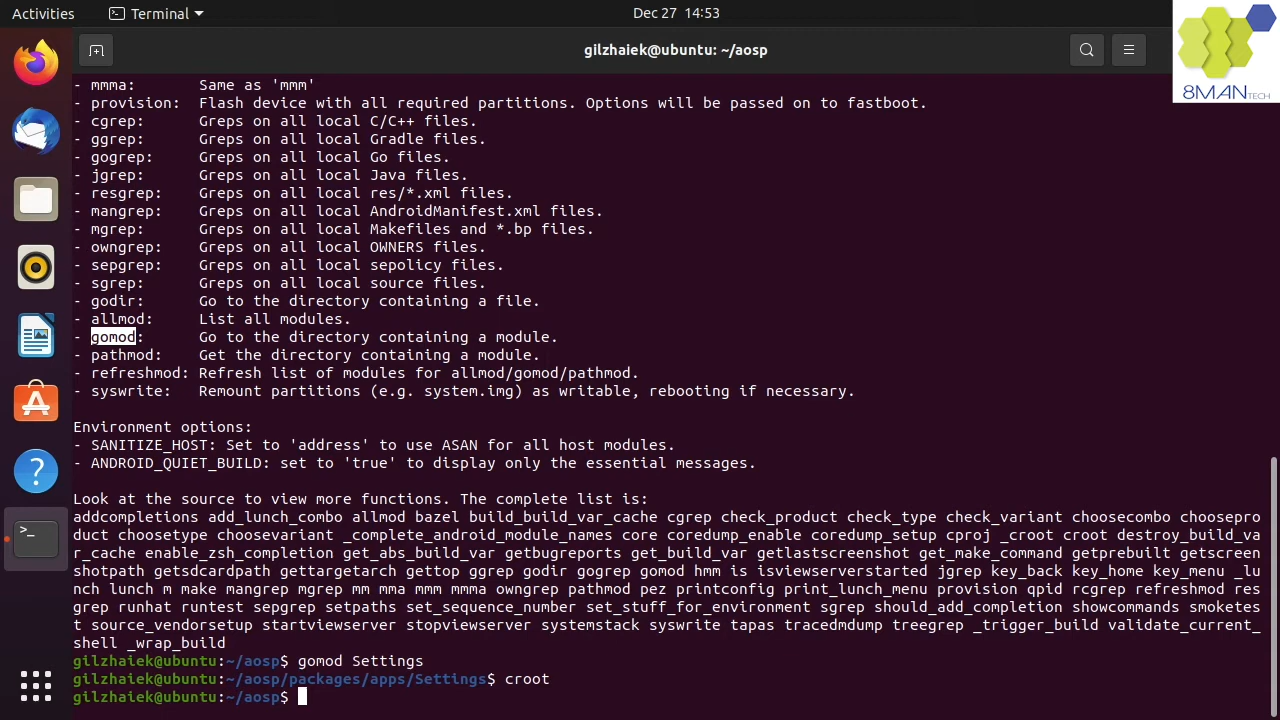 Activities Terminal Dec 27 14:53
gilzhaiek@ubuntu: ~/aosp
8MANTECH
- mmma:       Same as 'mmm'
- provision:  Flash device with all required partitions. Options will be passed on to fastboot.
- cgrep:      Greps on all local C/C++ files.
- ggrep:      Greps on all local Gradle files.
- gogrep:     Greps on all local Go files.
- jgrep:      Greps on all local Java files.
- resgrep:    Greps on all local res/*.xml files.
- mangrep:    Greps on all local AndroidManifest.xml files.
- mgrep:      Greps on all local Makefiles and *.bp files.
- owngrep:    Greps on all local OWNERS files.
- sepgrep:    Greps on all local sepolicy files.
- sgrep:      Greps on all local source files.
- godir:      Go to the directory containing a file.
- allmod:     List all modules.
- gomod:      Go to the directory containing a module.
- pathmod:    Get the directory containing a module.
- refreshmod: Refresh list of modules for allmod/gomod/pathmod.
- syswrite:   Remount partitions (e.g. system.img) as writable, rebooting if necessary.
Environment options:
- SANITIZE_HOST: Set to 'address' to use ASAN for all host modules.
- ANDROID_QUIET_BUILD: set to 'true' to display only the essential messages.
Look at the source to view more functions. The complete list is:
addcompletions add_lunch_combo allmod bazel build_build_var_cache cgrep check_product check_type check_variant choosecombo choosepro
duct choosetype choosevariant _complete_android_module_names core coredump_enable coredump_setup cproj _croot croot destroy_build_va
r_cache enable_zsh_completion get_abs_build_var getbugreports get_build_var getlastscreenshot get_make_command getprebuilt getscreen
shotpath getsdcardpath gettargetarch gettop ggrep godir gogrep gomod hmm is isviewserverstarted jgrep key_back key_home key_menu _lu
nch lunch m make mangrep mgrep mm mma mmm mmma owngrep pathmod pez printconfig print_lunch_menu provision qpid rcgrep refreshmod res
grep runhat runtest sepgrep setpaths set_sequence_number set_stuff_for_environment sgrep should_add_completion showcommands smoketes
t source_vendorsetup startviewserver stopviewserver systemstack syswrite tapas tracedmdump treegrep _trigger_build validate_current_
shell _wrap_build
gilzhaiek@ubuntu:~/aosp$ gomod Settings
gilzhaiek@ubuntu:~/aosp/packages/apps/Settings$ croot
gilzhaiek@ubuntu:~/aosp$